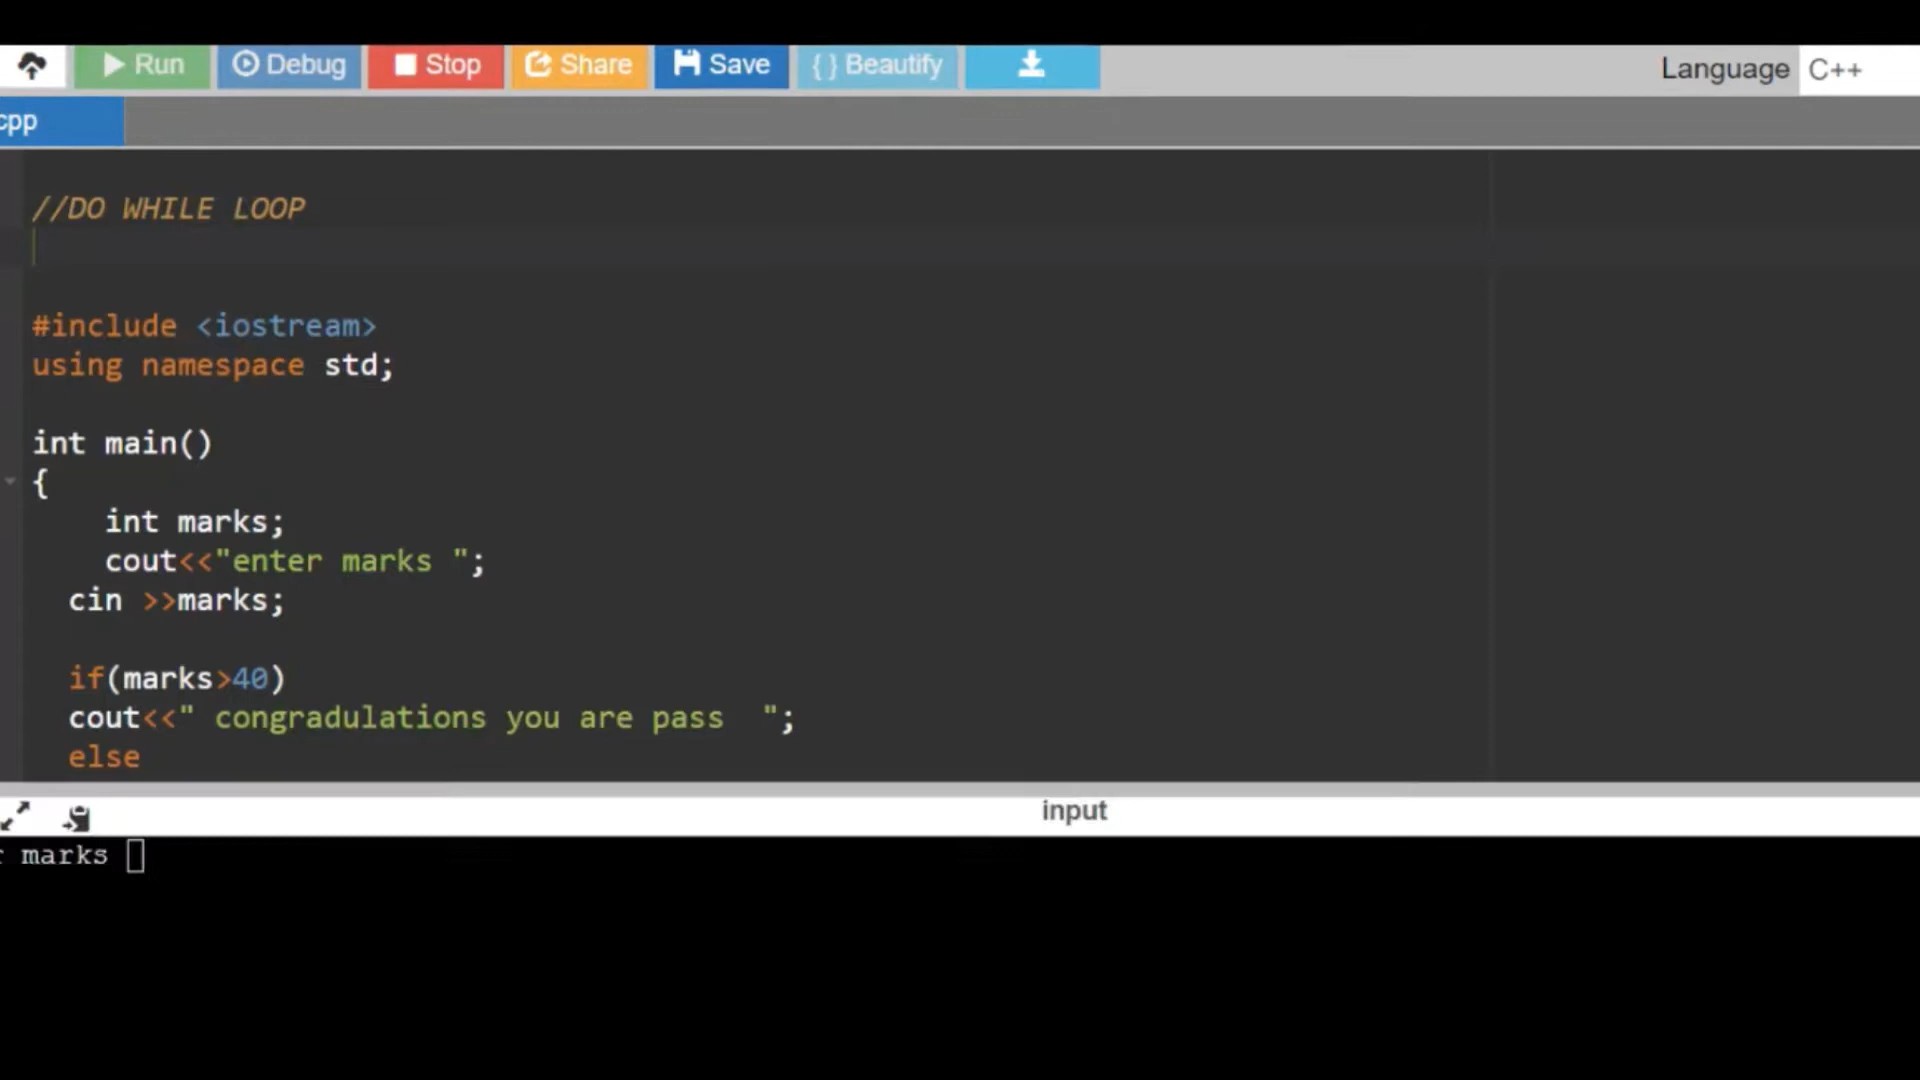 Run Debug Stop Share Save { } Beautify Language C++
cpp
//DO WHILE LOOP
#include <iostream>
using namespace std;
int main()
{
int marks;
cout<<"enter marks ";
cin >>marks;
if(marks>40)
cout<<" congradulations you are pass  ";
else
input
r marks